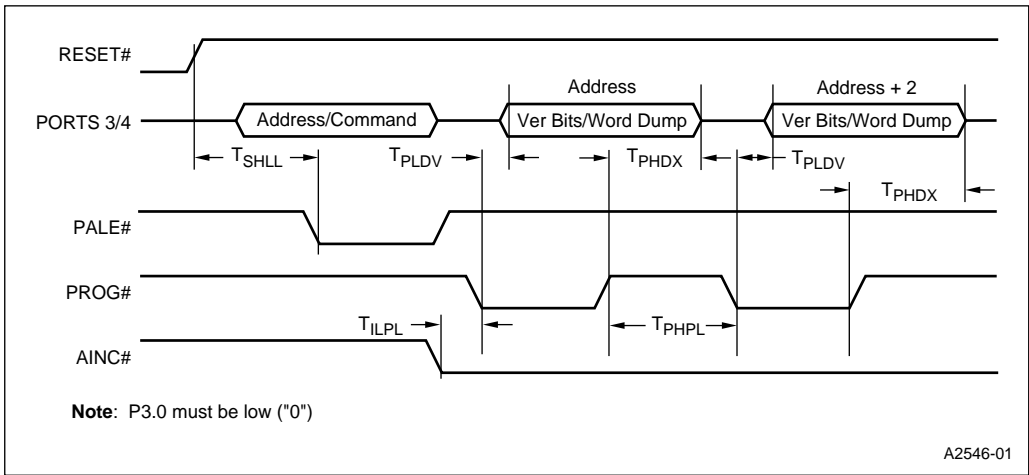 RESET#
Address
Address + 2
PORTS 3/4
Address/Command
Ver Bits/Word Dump
Ver Bits/Word Dump
TSHLL
TPLDV
TPHDX
TPLDV
TPHDX
PALE#
PROG#
TILPL
TPHPL
AINC#
Note: P3.0 must be low ("0")
A2546-01